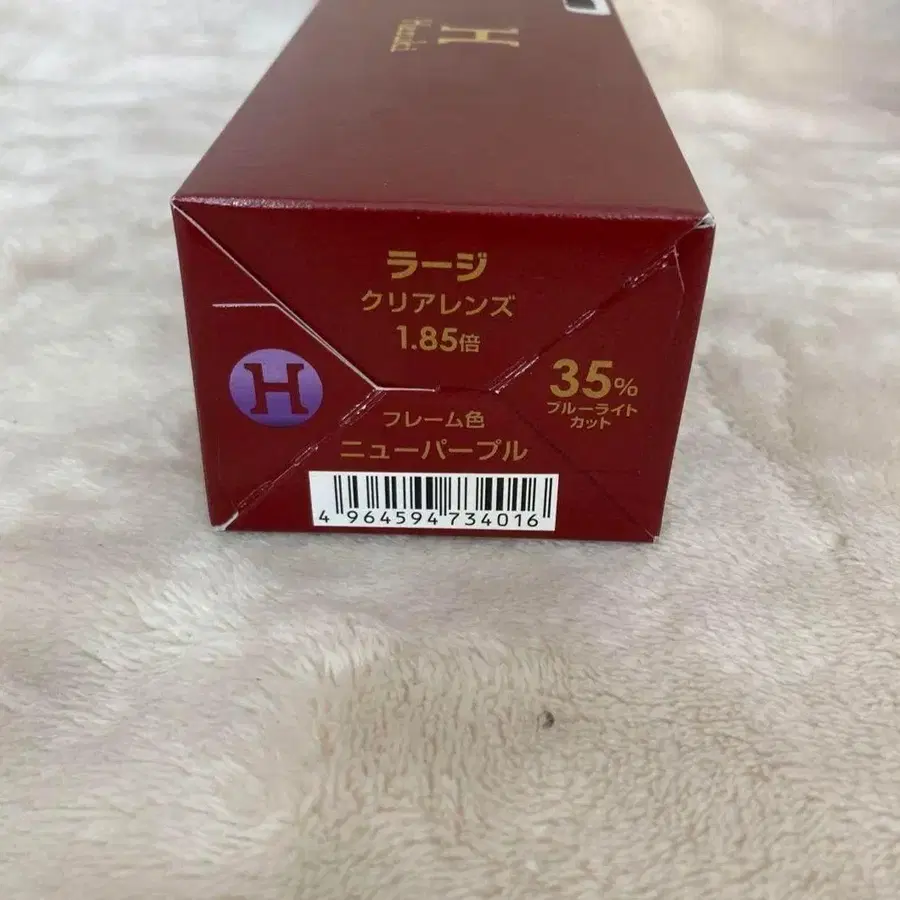 H
Hazuki
ラージ
クリアレンズ
1.85倍
H
35%
ブルーライト
カット
フレーム色
ニューパープル
4 964594 734016